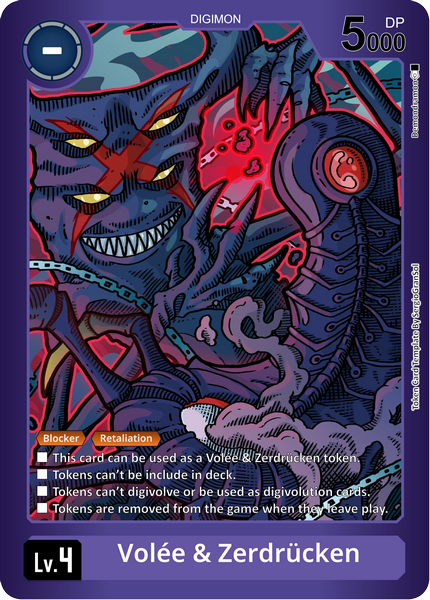 DIGIMON
-
5000
DP
Demondramon
Token Card Template By SergioGranSol
Blocker
Retaliation
This card can be used as a Volée & Zerdrücken token.
Tokens can't be include in deck.
Tokens can't digivolve or be used as digivolution cards.
Tokens are removed from the game when they leave play.
Lv.4
Volée & Zerdrücken